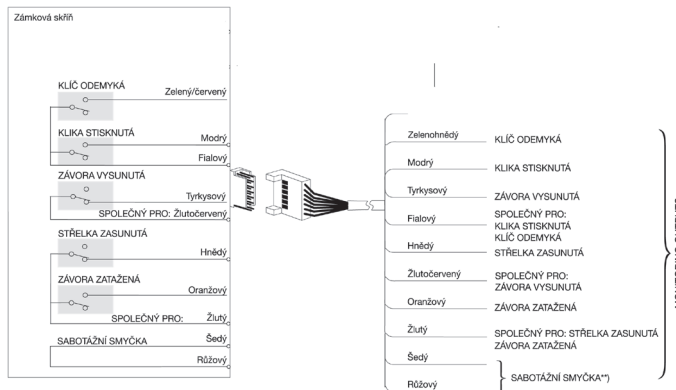 Zámková skříň
KLÍČ ODEMYKÁ
Zelený/červený
KLIKA STISKNUTÁ
Modrý
Fialový
ZÁVORA VYSUNUTÁ
Tyrkysový
SPOLEČNÝ PRO: Žlutočervený
STŘELKA ZASUNUTÁ
Hnědý
ZÁVORA ZATAŽENÁ
Oranžový
SPOLEČNÝ PRO: Žlutý
SABOTÁŽNÍ SMYČKA Šedý
Růžový
Zelenohnědý KLÍČ ODEMYKÁ
Modrý KLIKA STISKNUTÁ
Tyrkysový ZÁVORA VYSUNUTÁ
Fialový SPOLEČNÝ PRO:
KLIKA STISKNUTÁ
KLÍČ ODEMYKÁ
Hnědý STŘELKA ZASUNUTÁ
Žlutočervený SPOLEČNÝ PRO:
ZÁVORA VYSUNUTÁ
Oranžový ZÁVORA ZATAŽENÁ
Žlutý SPOLEČNÝ PRO: STŘELKA ZASUNUTÁ
ZÁVORA ZATAŽENÁ
Šedý
SABOTÁŽNÍ SMYČKA**)
Růžový